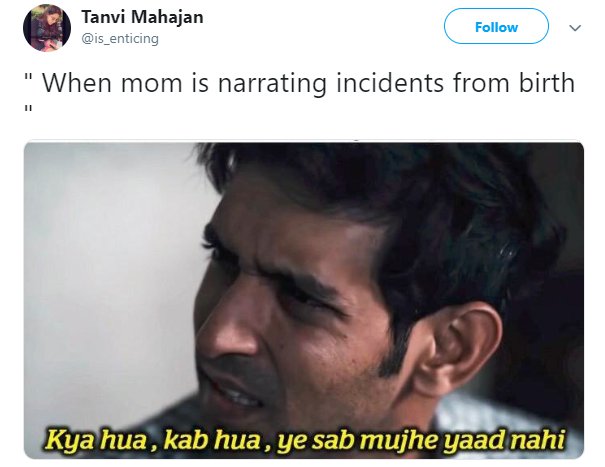 Tanvi Mahajan
@is_enticing
Follow
" When mom is narrating incidents from birth
"
Kya hua , kab hua , ye sab mujhe yaad nahi